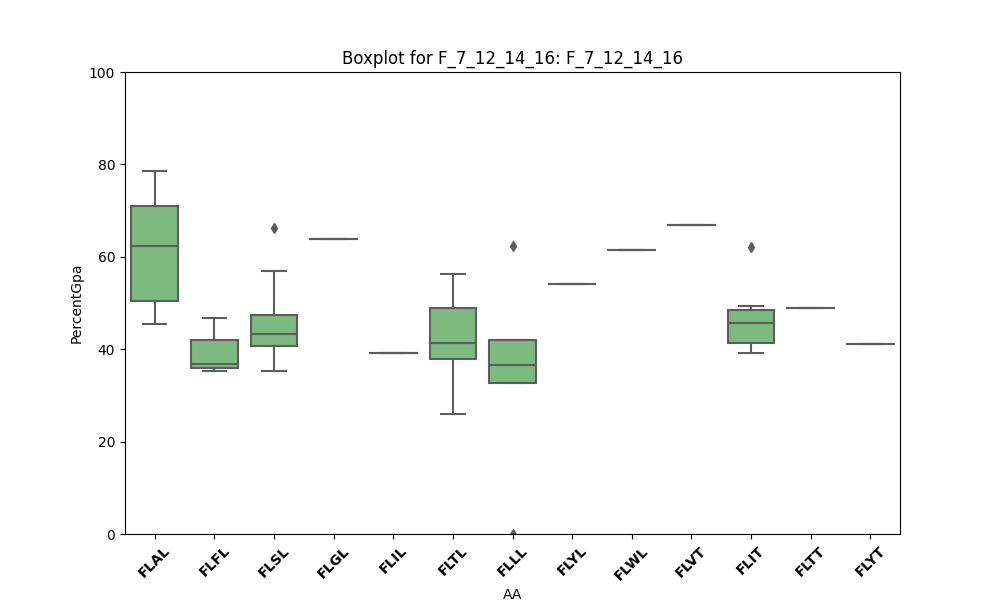 Boxplot for F_7_12_14_16: F_7_12_14_16
PercentGpa
100
80
60
40
20
0
FLAL FLFL FLSL FLGL FLIL FLTL FLLL FLYL FLWL FLVT FLIT FLTT FLYT
AA